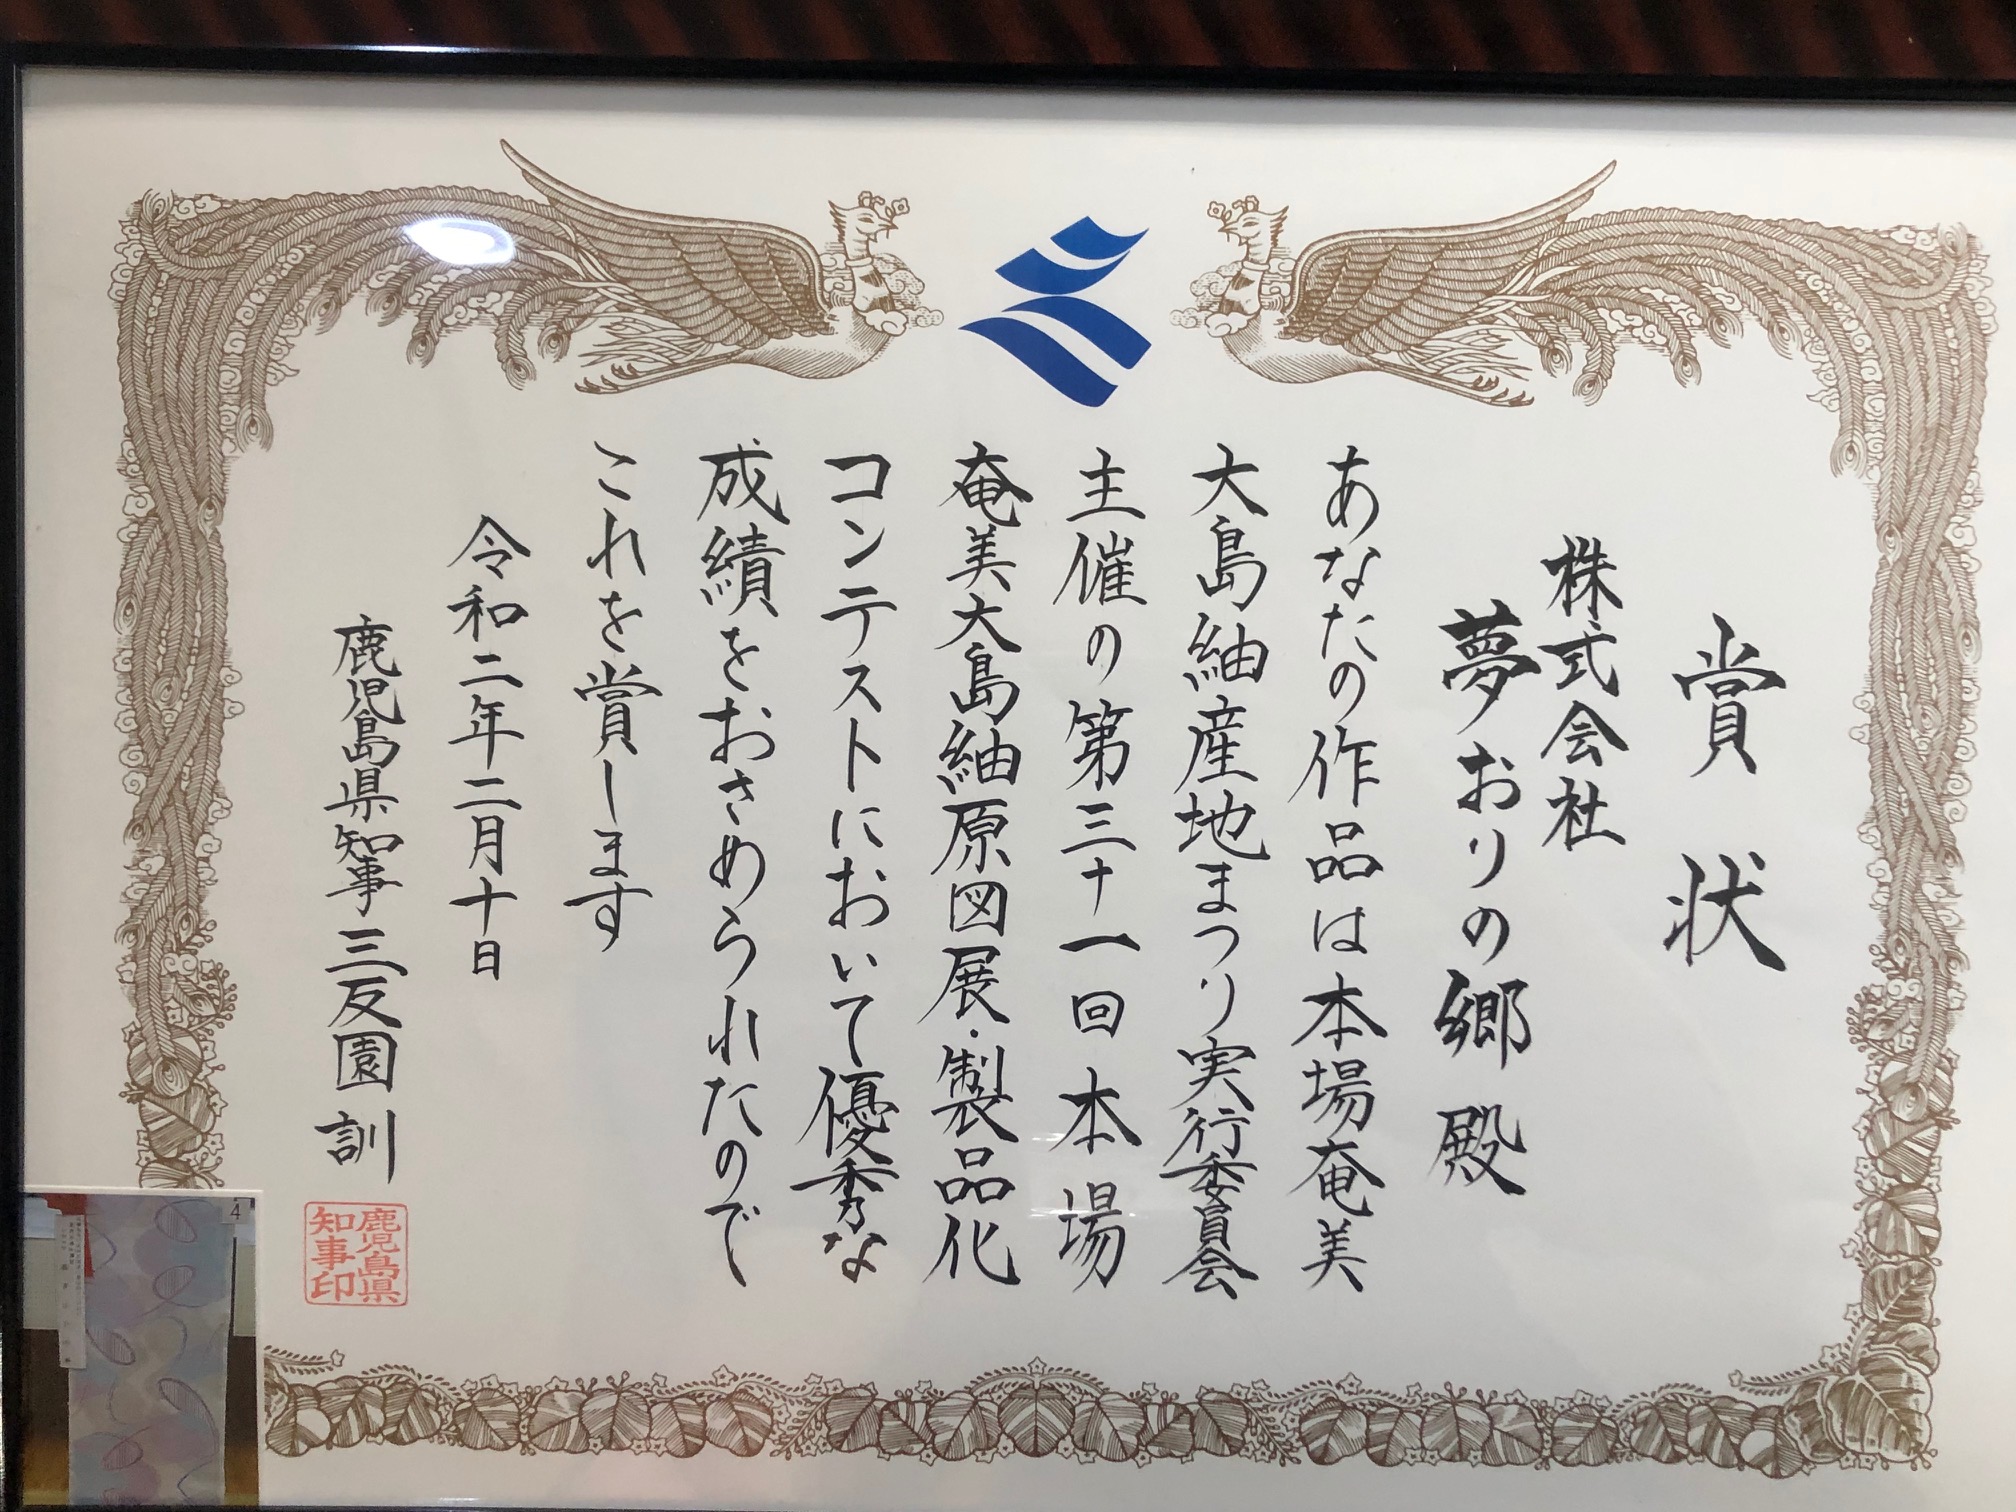 賞状
株式会社
夢おりの郷 殿
あなたの作品は本場奄美
大島紬産地まつり実行委員会
主催の第三十一回本場
奄美大島紬原図展・製品化
コンテストにおいて優秀な
成績をおさめられたので
これを賞します
令和二年二月十日
鹿児島県知事 三反園 訓
鹿児島県
知事印
4